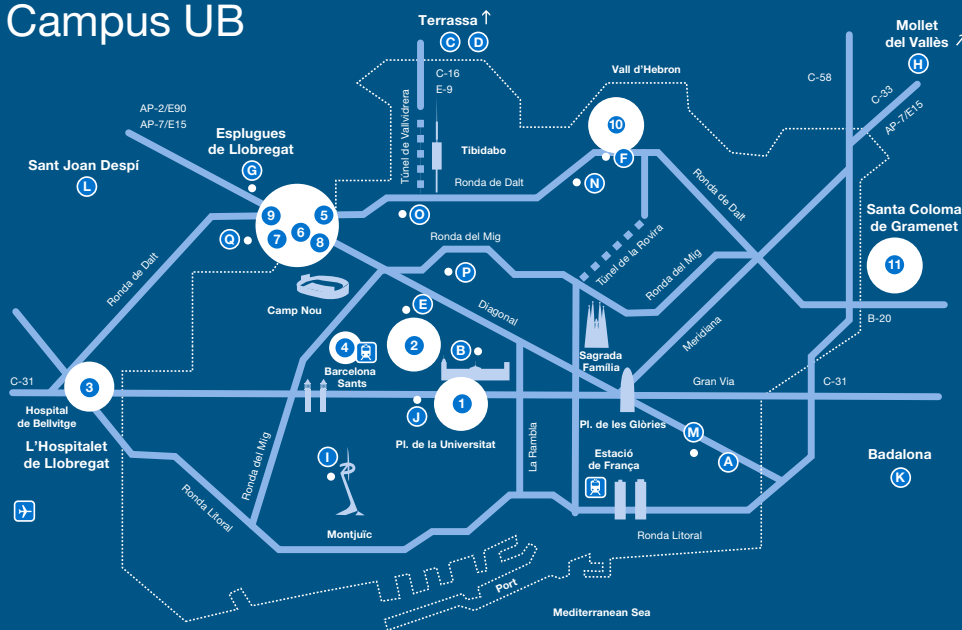 Campus UB
Terrassa ↑
C D
Mollet
del Vallès ↗
H
C-16
E-9
Vall d'Hebron
C-58
C-33
AP-7/E15
AP-2/E90
AP-7/E15
Esplugues
de Llobregat
G
Sant Joan Despí
L
Túnel de Vallvidrera
Tibidabo
10
F
N
Ronda de Dalt
Ronda de Dalt
O
9
5
6
7
8
Q
Ronda de Dalt
Santa Coloma
de Gramenet
11
Ronda del Mig
Túnel de la Rovira
Ronda del Mig
P
Camp Nou
E
Diagonal
B-20
Meridiana
4
2
B
Barcelona
Sants
Sagrada
Família
C-31
3
Gran Via
C-31
J
1
Hospital
de Bellvitge
Pl. de la Universitat
Pl. de les Glòries
M
L'Hospitalet
de Llobregat
La Rambla
Estació
de França
A
Badalona
K
I
Ronda del Mig
Ronda Litoral
Montjuïc
Ronda Litoral
Port
Mediterranean Sea